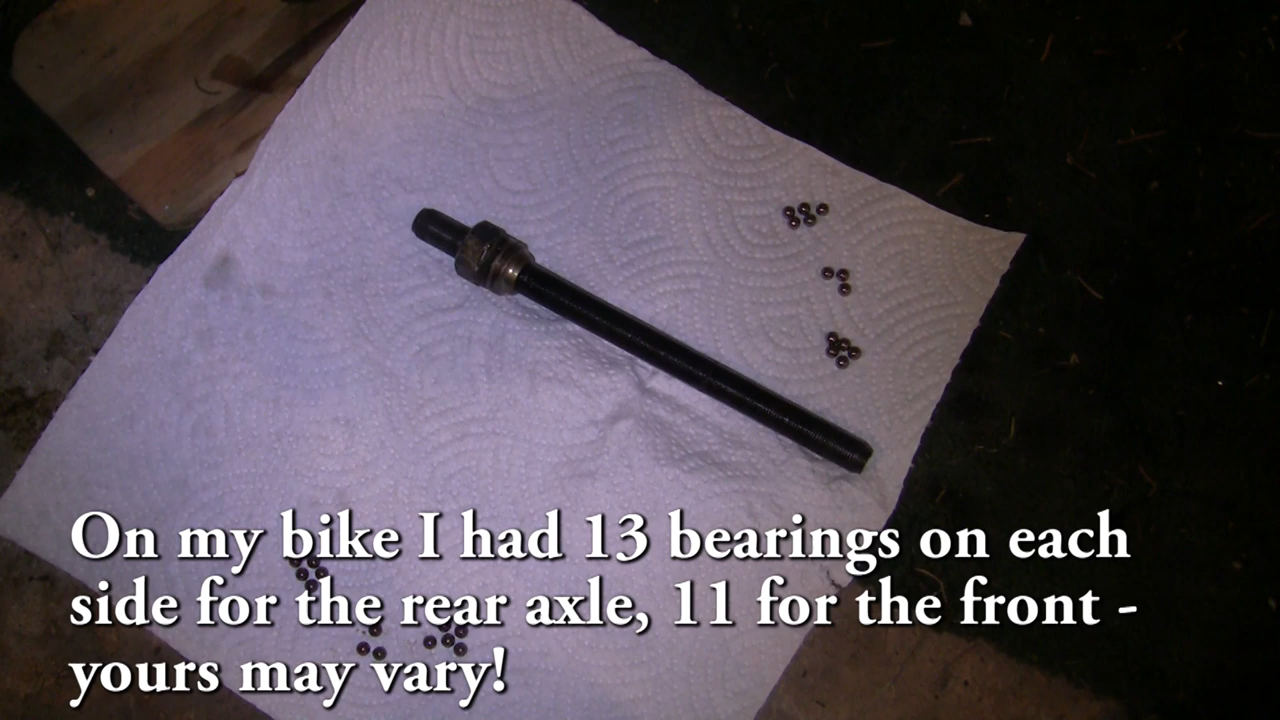 On my bike I had 13 bearings on each
side for the rear axle, 11 for the front -
yours may vary!